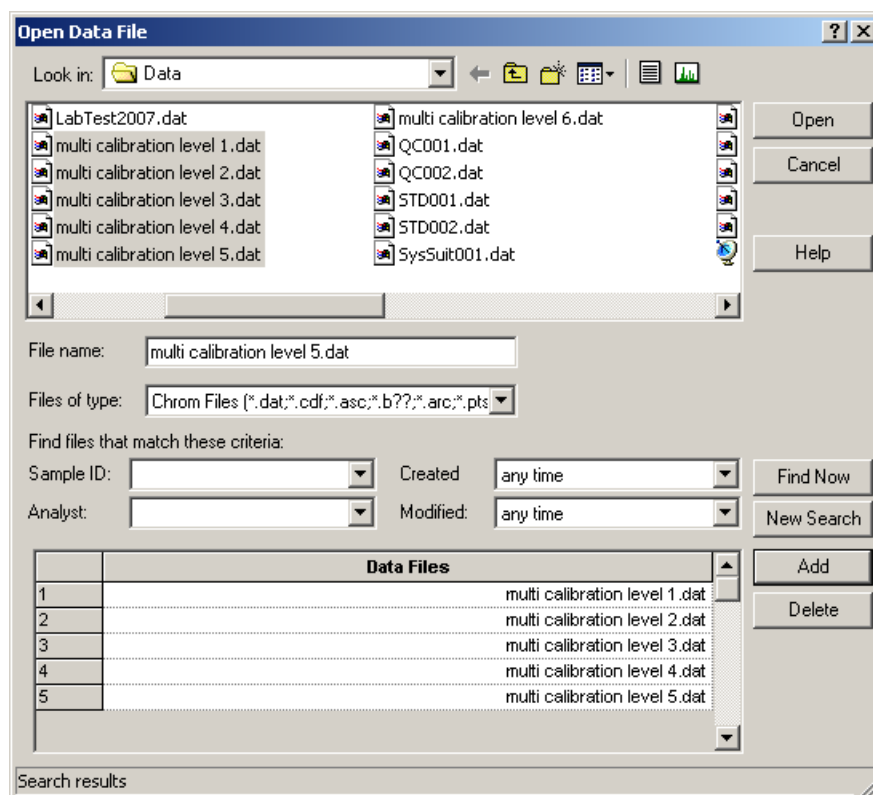 Open Data File
Look in: Data
LabTest2007.dat
multi calibration level 1.dat
multi calibration level 2.dat
multi calibration level 3.dat
multi calibration level 4.dat
multi calibration level 5.dat
multi calibration level 6.dat
QC001.dat
QC002.dat
STD001.dat
STD002.dat
SysSuit001.dat
Open
Cancel
Help
File name: multi calibration level 5.dat
Files of type: Chrom Files (*.dat;*.cdf;*.asc;*.b??;*.arc;*.pts
Find files that match these criteria:
Sample ID: Created any time
Analyst: Modified: any time
Find Now
New Search
Data Files
1 multi calibration level 1.dat
2 multi calibration level 2.dat
3 multi calibration level 3.dat
4 multi calibration level 4.dat
5 multi calibration level 5.dat
Add
Delete
Search results